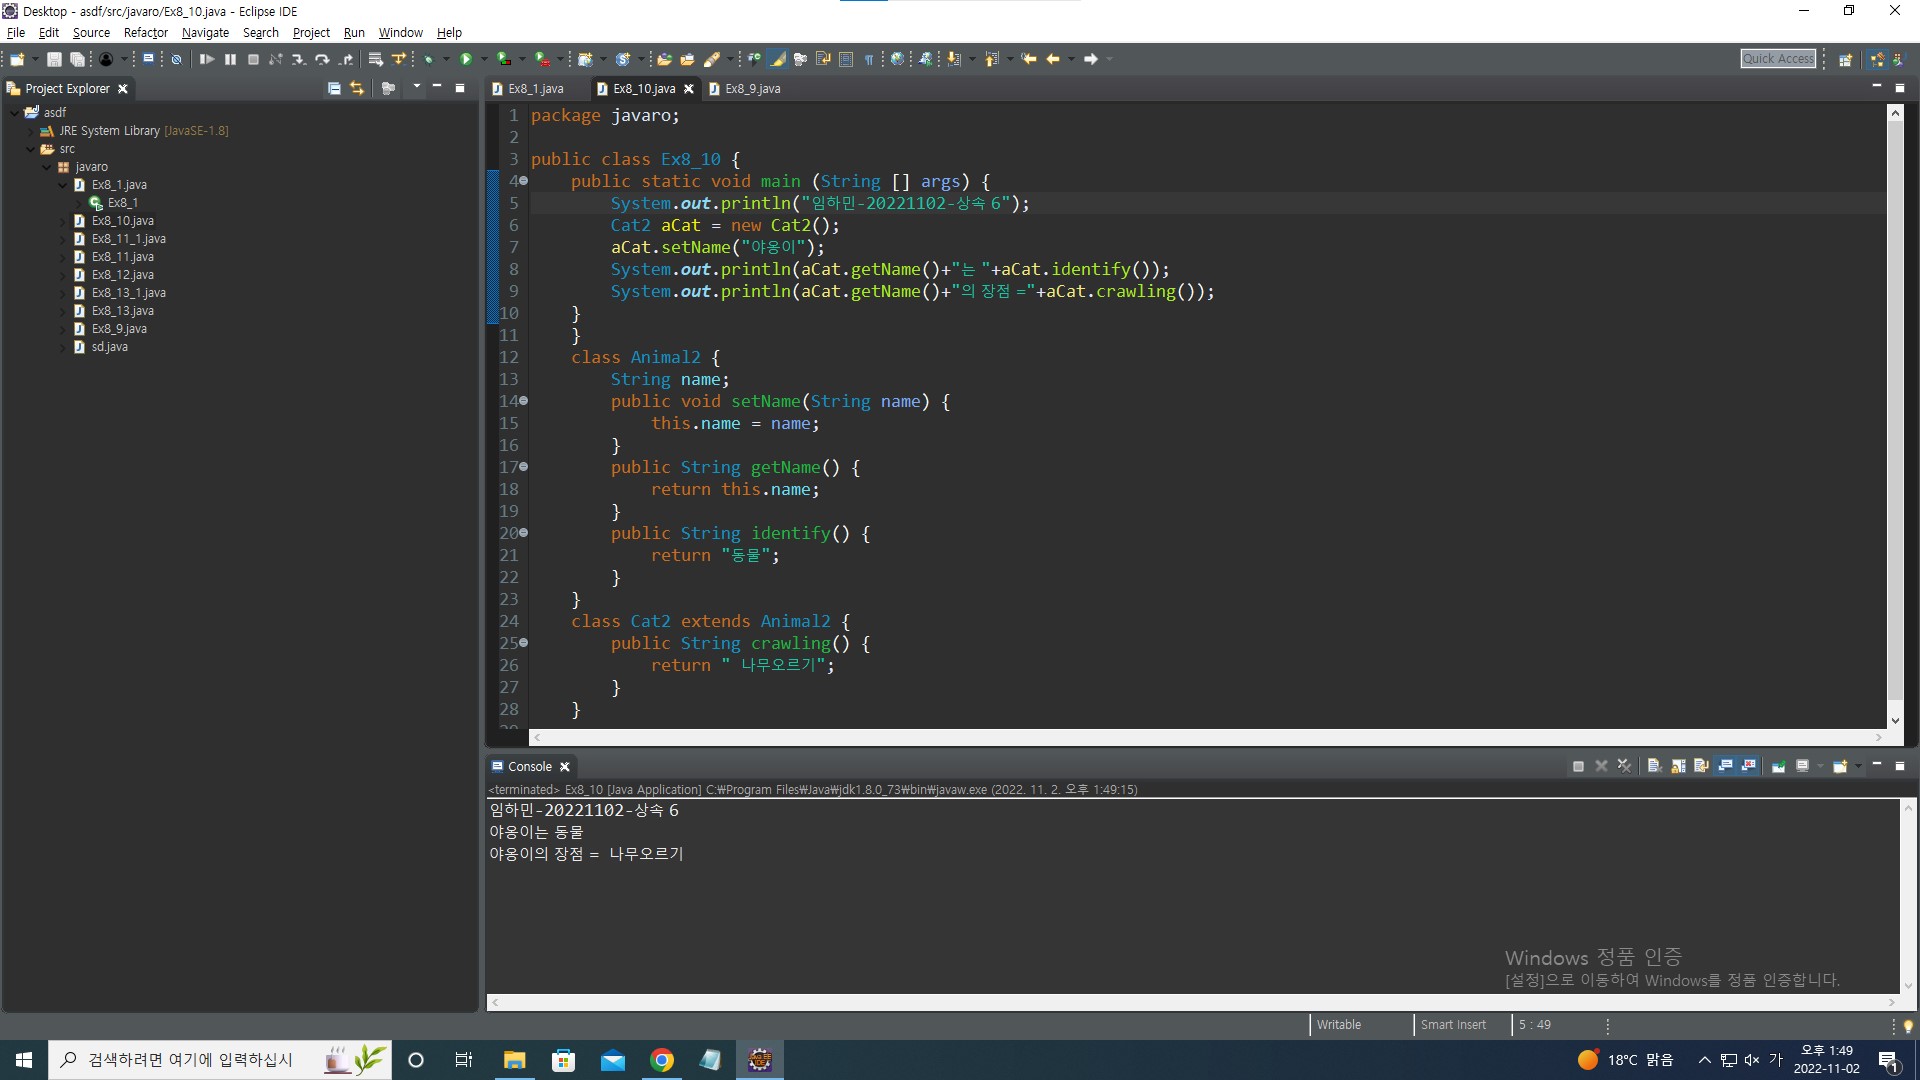 Desktop - asdf/src/javaro/Ex8_10.java - Eclipse IDE
File Edit Source Refactor Navigate Search Project Run Window Help
Quick Access
Project Explorer
asdf
JRE System Library [JavaSE-1.8]
src
javaro
Ex8_1.java
Ex8_1
Ex8_10.java
Ex8_11_1.java
Ex8_11.java
Ex8_12.java
Ex8_13_1.java
Ex8_13.java
Ex8_9.java
sd.java
Ex8_1.java Ex8_10.java Ex8_9.java
1 package javaro;
2
3 public class Ex8_10 {
4 public static void main (String [] args) {
5 System.out.println("임하민-20221102-상속 6");
6 Cat2 aCat = new Cat2();
7 aCat.setName("야옹이");
8 System.out.println(aCat.getName()+"는 "+aCat.identify());
9 System.out.println(aCat.getName()+"의 장점 ="+aCat.crawling());
10 }
11 }
12 class Animal2 {
13 String name;
14 public void setName(String name) {
15 this.name = name;
16 }
17 public String getName() {
18 return this.name;
19 }
20 public String identify() {
21 return "동물";
22 }
23 }
24 class Cat2 extends Animal2 {
25 public String crawling() {
26 return " 나무오르기";
27 }
28 }
Console
<terminated> Ex8_10 [Java Application] C:₩Program Files₩Java₩jdk1.8.0_73₩bin₩javaw.exe (2022. 11. 2. 오후 1:49:15)
임하민-20221102-상속 6
야옹이는 동물
야옹이의 장점 = 나무오르기
Windows 정품 인증
[설정]으로 이동하여 Windows를 정품 인증합니다.
Writable Smart Insert 5 : 49
검색하려면 여기에 입력하십시
18°C 맑음 가 오후 1:49
2022-11-02
1